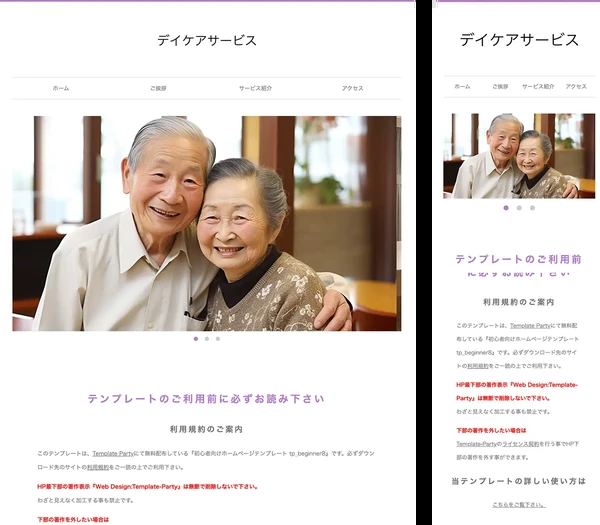 デイケアサービス
ホーム
ご挨拶
サービス紹介
アクセス
テンプレートのご利用前に必ずお読み下さい
利用規約のご案内
このテンプレートは、Template Partyにて無料配布している『初心者向けホームページテンプレート tp_beginner8』です。必ずダウン
ロード先のサイトの利用規約をご一読の上でご利用下さい。
HP最下部の著作表示『Web Design:Template-Party』は無断で削除しないで下さい。
わざと見えなく加工する事も禁止です。
下部の著作を外したい場合は
デイケアサービス
ホーム
ご挨拶
サービス紹介
アクセス
テンプレートのご利用前
に必ずお読み下さい
利用規約のご案内
このテンプレートは、Template Partyにて無料配
布している『初心者向けホームページテンプレート
tp_beginner8』です。必ずダウンロード先のサイ
トの利用規約をご一読の上でご利用下さい。
HP最下部の著作表示『Web Design:Template-
Party』は無断で削除しないで下さい。
わざと見えなく加工する事も禁止です。
下部の著作を外したい場合は
Template-Partyのライセンス契約を行う事でHP下
部の著作を外す事ができます。
当テンプレートの詳しい使い方は
こちらをご覧下さい。